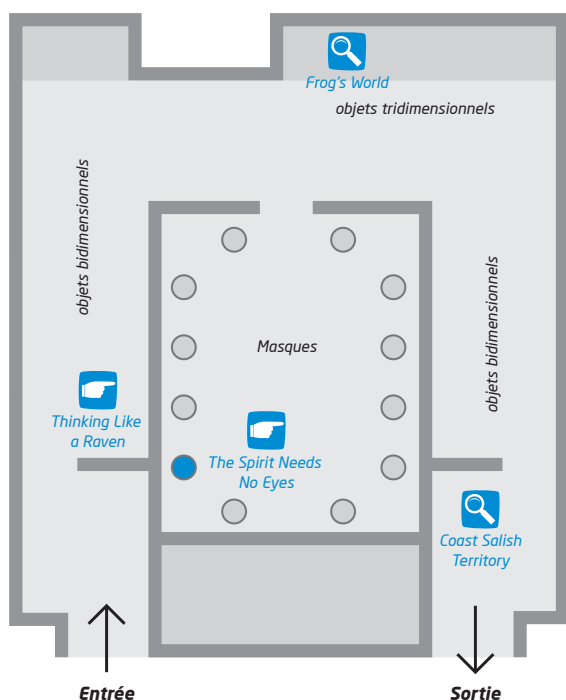 Frog's World
objets tridimensionnels
objets bidimensionnels
Masques
objets bidimensionnels
Thinking Like
a Raven
The Spirit Needs
No Eyes
Coast Salish
Territory
Entrée
Sortie